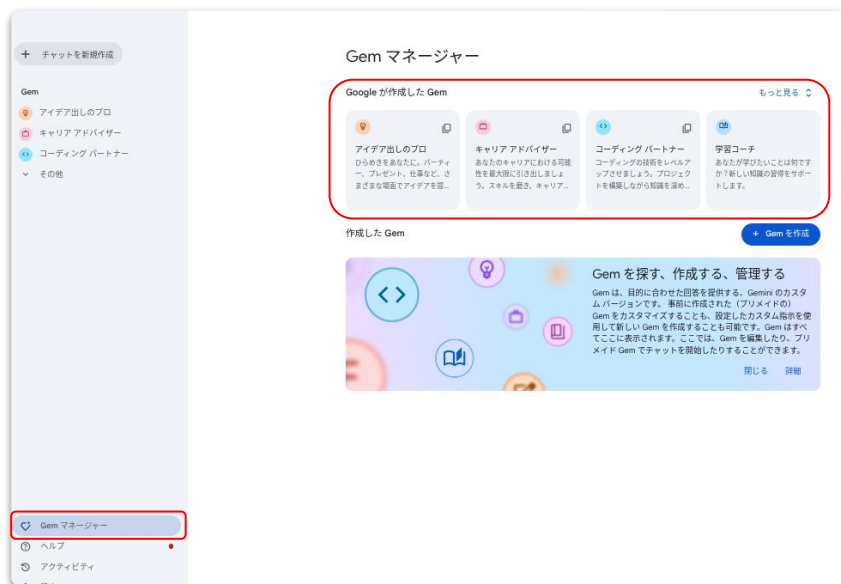 + チャットを新規作成
Gem
アイデア出しのプロ
キャリア アドバイザー
コーディング パートナー
その他
Gem マネージャー
ヘルプ
アクティビティ
Gem マネージャー
Google が作成した Gem
もっと見る
アイデア出しのプロ
ひらめきをあなたに。パーティ
ー、プレゼント、仕事など、さ
まざまな場面でアイデアを提...
キャリア アドバイザー
あなたのキャリアにおける可能
性を最大限に引き出しましょ
う。スキルを磨き、キャリア...
コーディング パートナー
コーディングの技術をレベルア
ップさせましょう。プロジェク
トを構築しながら知識を深め...
学習コーチ
あなたが学びたいことは何です
か？新しい知識の習得をサポー
トします。
作成した Gem
+ Gem を作成
Gem を探す、作成する、管理する
Gem は、目的に合わせた回答を提供する、Gemini のカスタ
ム バージョンです。 事前に作成された（プリメイドの）
Gem をカスタマイズすることも、設定したカスタム指示を使
用して新しい Gem を作成することも可能です。Gem はすべ
てここに表示されます。ここでは、Gem を編集したり、プリ
メイド Gem でチャットを開始したりすることができます。
閉じる 詳細